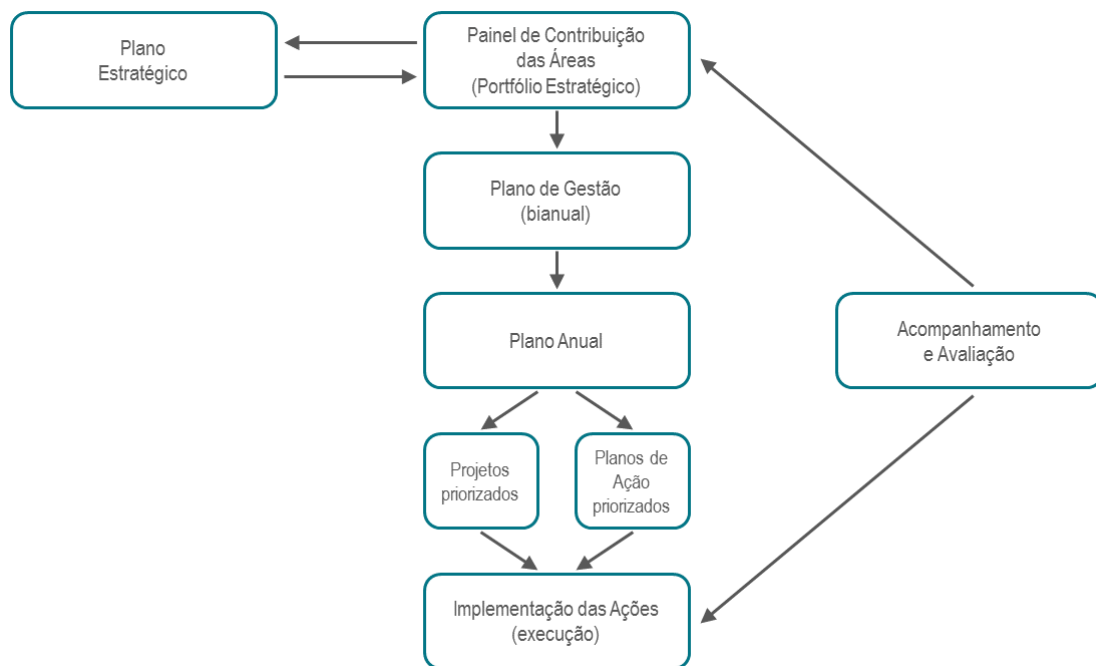 Plano
Estratégico
Painel de Contribuição
das Áreas
(Portfólio Estratégico)
Plano de Gestão
(bianual)
Plano Anual
Acompanhamento
e Avaliação
Projetos
priorizados
Planos de
Ação
priorizados
Implementação das Ações
(execução)